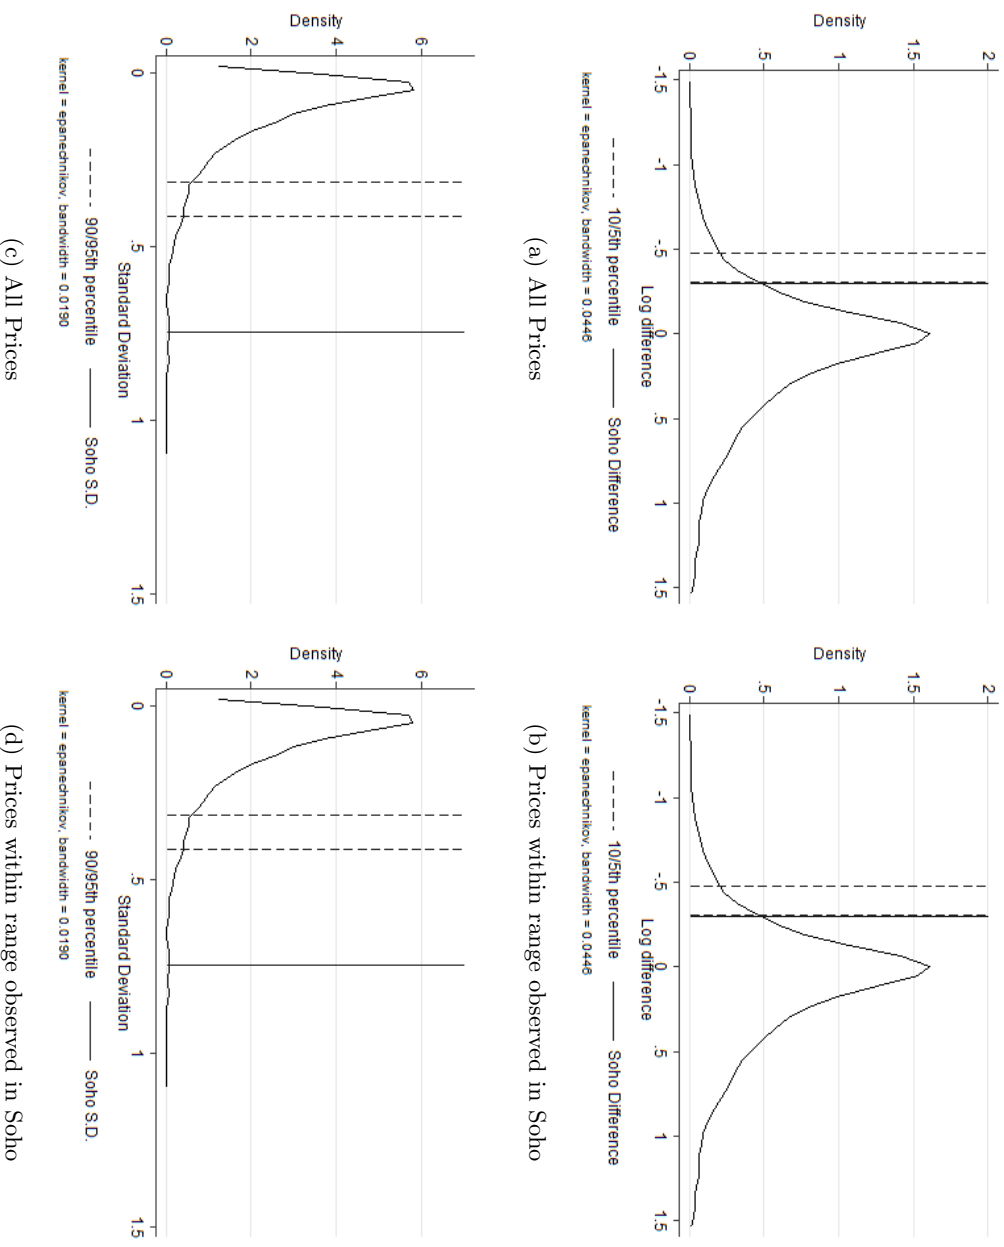 Density
2
1.5
1
.5
0
-1.5
-1
-.5
0
.5
1
1.5
Log difference
10/5th percentile
Soho Difference
kernel = epanechnikov, bandwidth = 0.0446
(a) All Prices
Density
2
1.5
1
.5
0
-1.5
-1
-.5
0
.5
1
1.5
Log difference
10/5th percentile
Soho Difference
kernel = epanechnikov, bandwidth = 0.0446
(b) Prices within range observed in Soho
Density
6
4
2
0
0
.5
1
1.5
Standard Deviation
90/95th percentile
Soho S.D.
kernel = epanechnikov, bandwidth = 0.0190
(c) All Prices
Density
6
4
2
0
0
.5
1
1.5
Standard Deviation
90/95th percentile
Soho S.D.
kernel = epanechnikov, bandwidth = 0.0190
(d) Prices within range observed in Soho